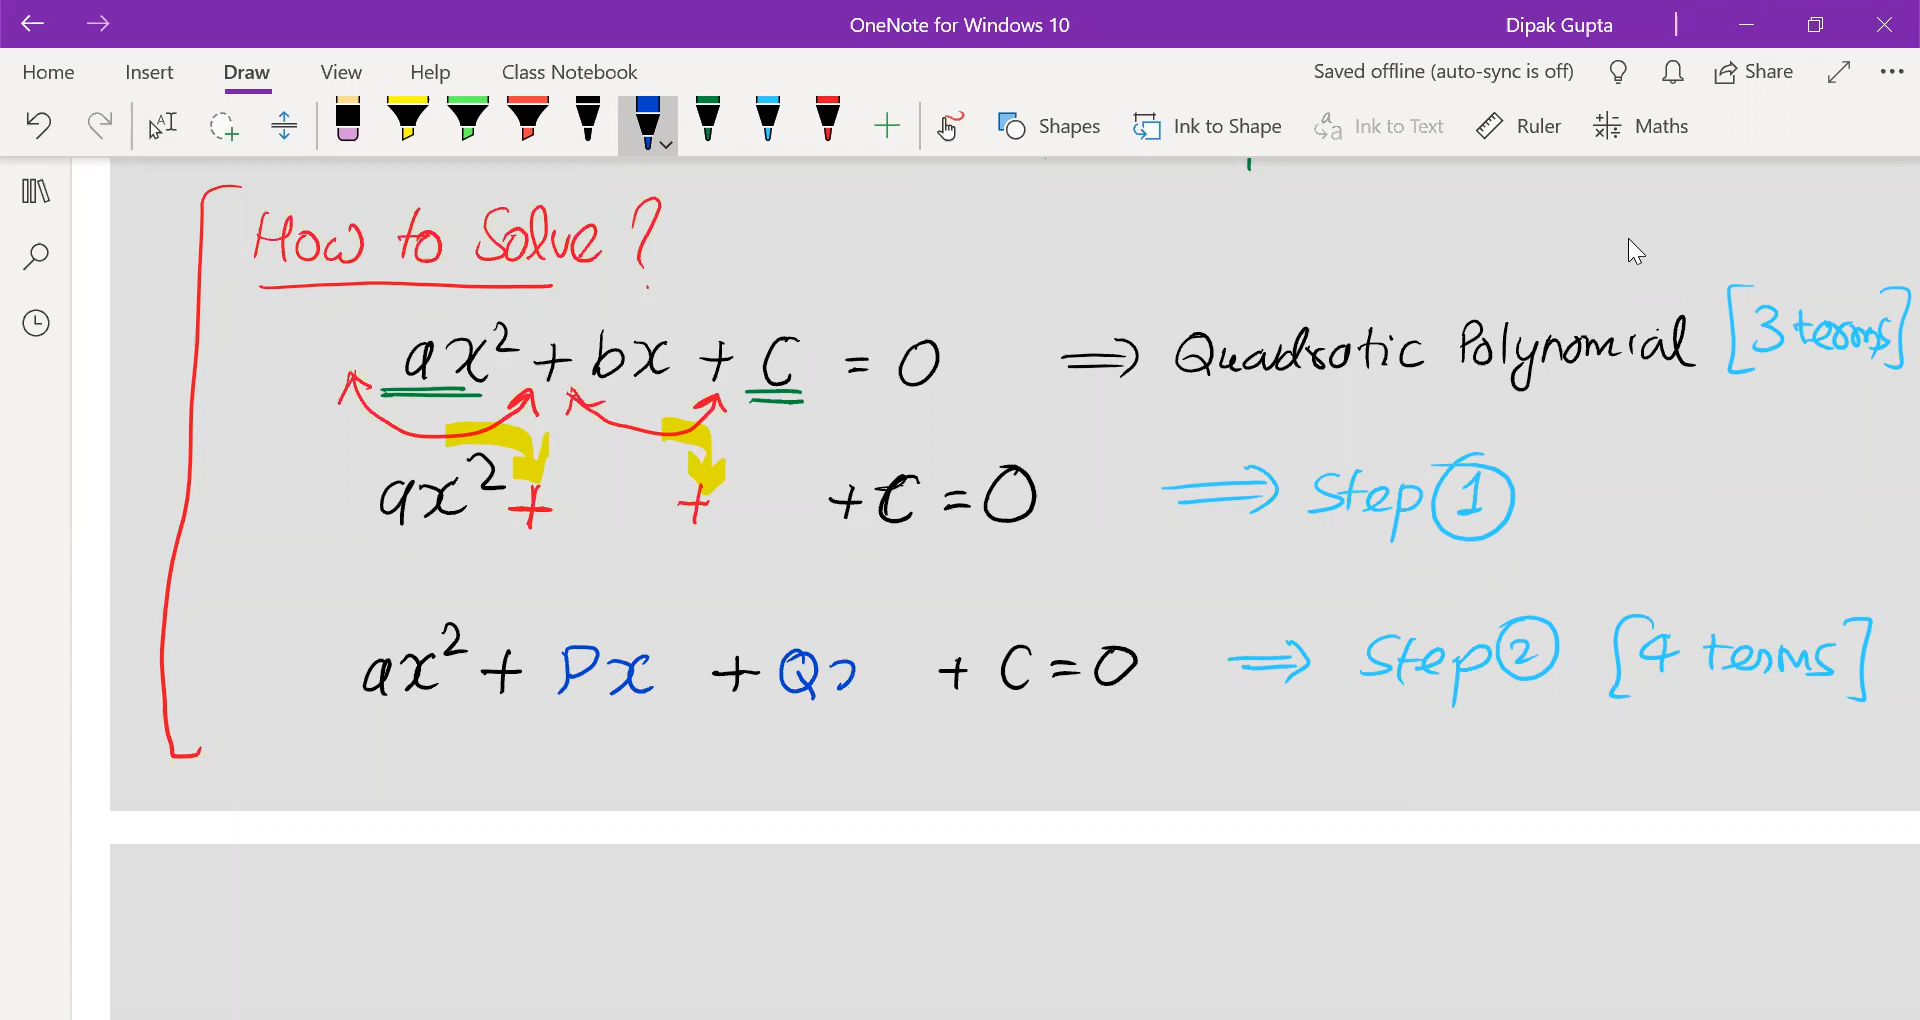 OneNote for Windows 10
Dipak Gupta
Home Insert Draw View Help Class Notebook
Saved offline (auto-sync is off) Share
Shapes Ink to Shape Ink to Text Ruler Maths
How to Solve?
ax² + bx + C = 0 ⟹ Quadratic Polynomial [3 terms]
ax² + + + C = 0 ⟹ Step ①
ax² + Px + Q + C = 0 ⟹ Step ② [4 terms]